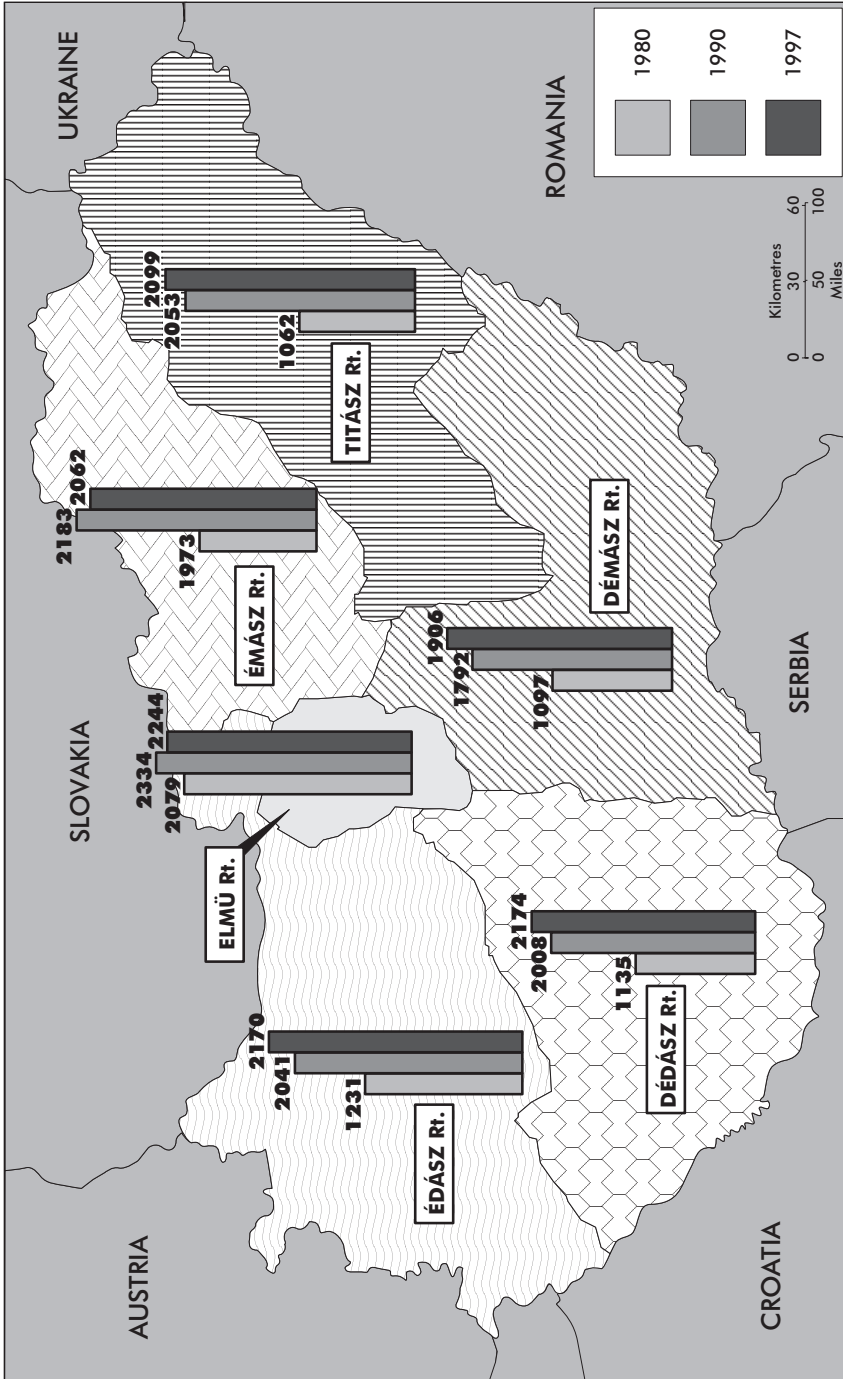 UKRAINE
SLOVAKIA
AUSTRIA
ROMANIA
SERBIA
CROATIA
2183
2062
1973
ÉMÁSZ Rt.
2099
2053
1062
TITÁSZ Rt.
2334
2244
2079
ELMÜ Rt.
2170
2041
1231
ÉDÁSZ Rt.
1906
1792
1097
DÉMÁSZ Rt.
2174
2008
1135
DÉDÁSZ Rt.
1980
1990
1997
Kilometres
0 30 60
0 50 100
Miles